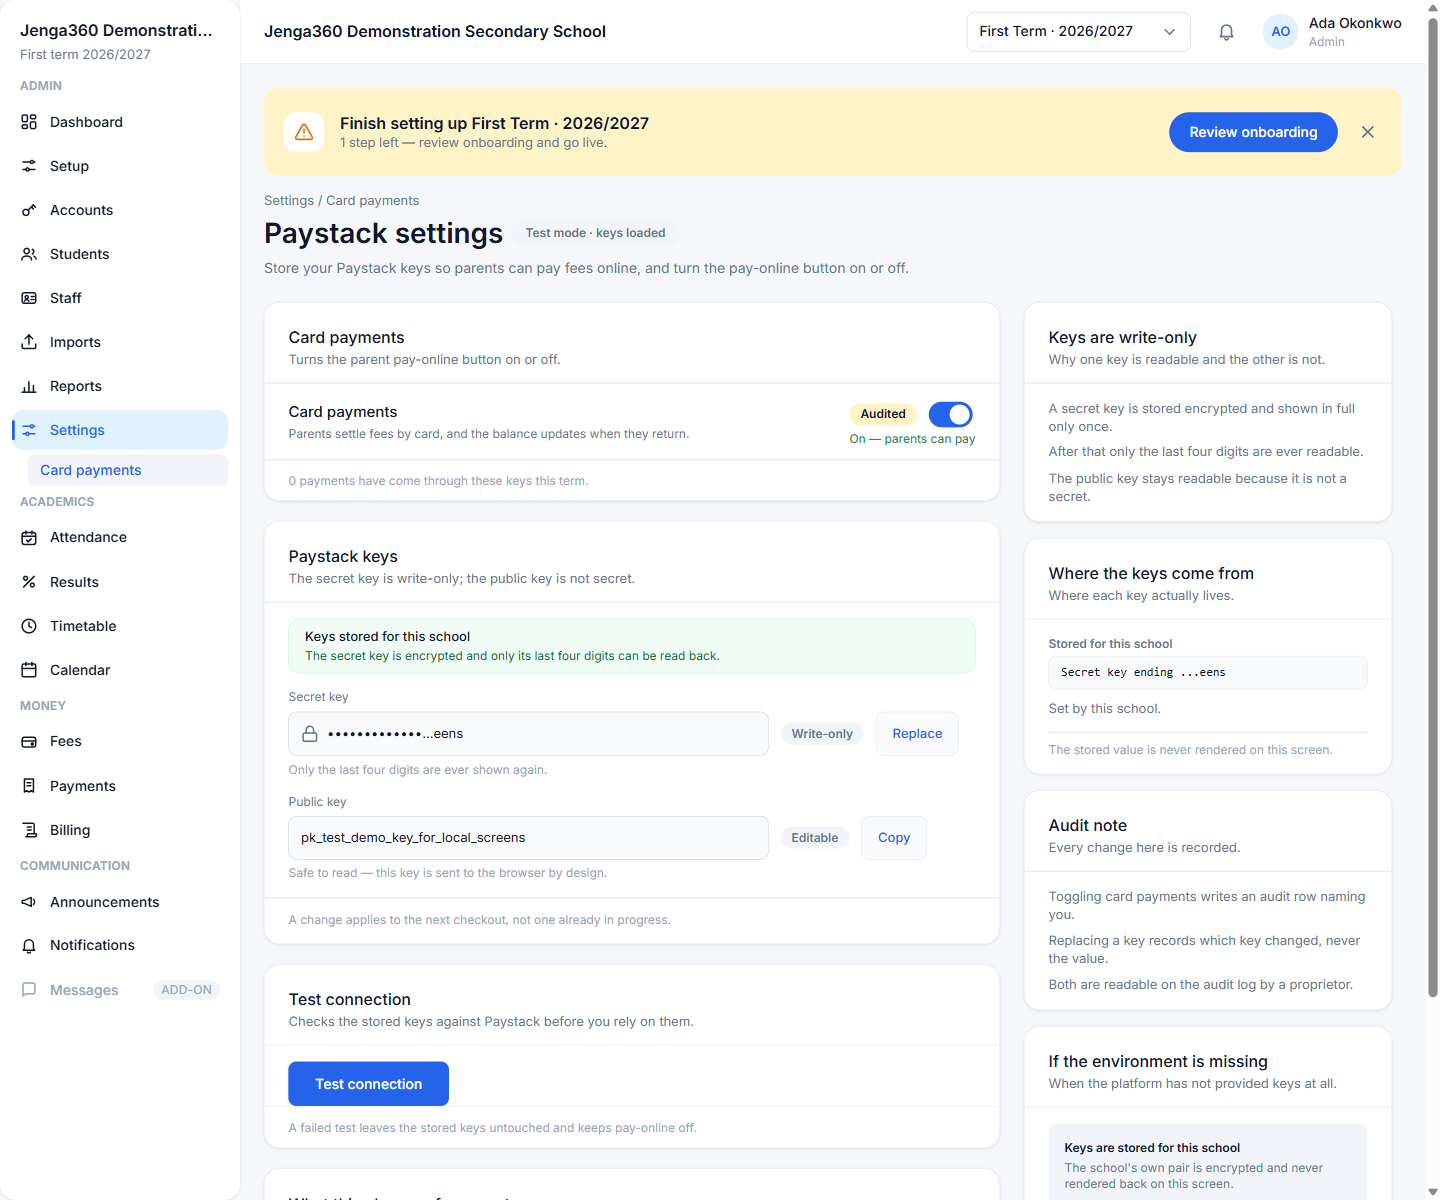 Jenga360 Demonstrati...
First term 2026/2027
ADMIN
Dashboard
Setup
Accounts
Students
Staff
Imports
Reports
Settings
Card payments
ACADEMICS
Attendance
Results
Timetable
Calendar
MONEY
Fees
Payments
Billing
COMMUNICATION
Announcements
Notifications
Messages ADD-ON
Jenga360 Demonstration Secondary School
First Term · 2026/2027
AO
Ada Okonkwo
Admin
Finish setting up First Term · 2026/2027
1 step left — review onboarding and go live.
Review onboarding
Settings / Card payments
Paystack settings
Test mode · keys loaded
Store your Paystack keys so parents can pay fees online, and turn the pay-online button on or off.
Card payments
Turns the parent pay-online button on or off.
Card payments
Parents settle fees by card, and the balance updates when they return.
Audited
On — parents can pay
0 payments have come through these keys this term.
Paystack keys
The secret key is write-only; the public key is not secret.
Keys stored for this school
The secret key is encrypted and only its last four digits can be read back.
Secret key
•••••••••••••...eens
Write-only
Replace
Only the last four digits are ever shown again.
Public key
pk_test_demo_key_for_local_screens
Editable
Copy
Safe to read — this key is sent to the browser by design.
A change applies to the next checkout, not one already in progress.
Test connection
Checks the stored keys against Paystack before you rely on them.
Test connection
A failed test leaves the stored keys untouched and keeps pay-online off.
Keys are write-only
Why one key is readable and the other is not.
A secret key is stored encrypted and shown in full
only once.
After that only the last four digits are ever readable.
The public key stays readable because it is not a
secret.
Where the keys come from
Where each key actually lives.
Stored for this school
Secret key ending ...eens
Set by this school.
The stored value is never rendered on this screen.
Audit note
Every change here is recorded.
Toggling card payments writes an audit row naming
you.
Replacing a key records which key changed, never
the value.
Both are readable on the audit log by a proprietor.
If the environment is missing
When the platform has not provided keys at all.
Keys are stored for this school
The school's own pair is encrypted and never
rendered back on this screen.